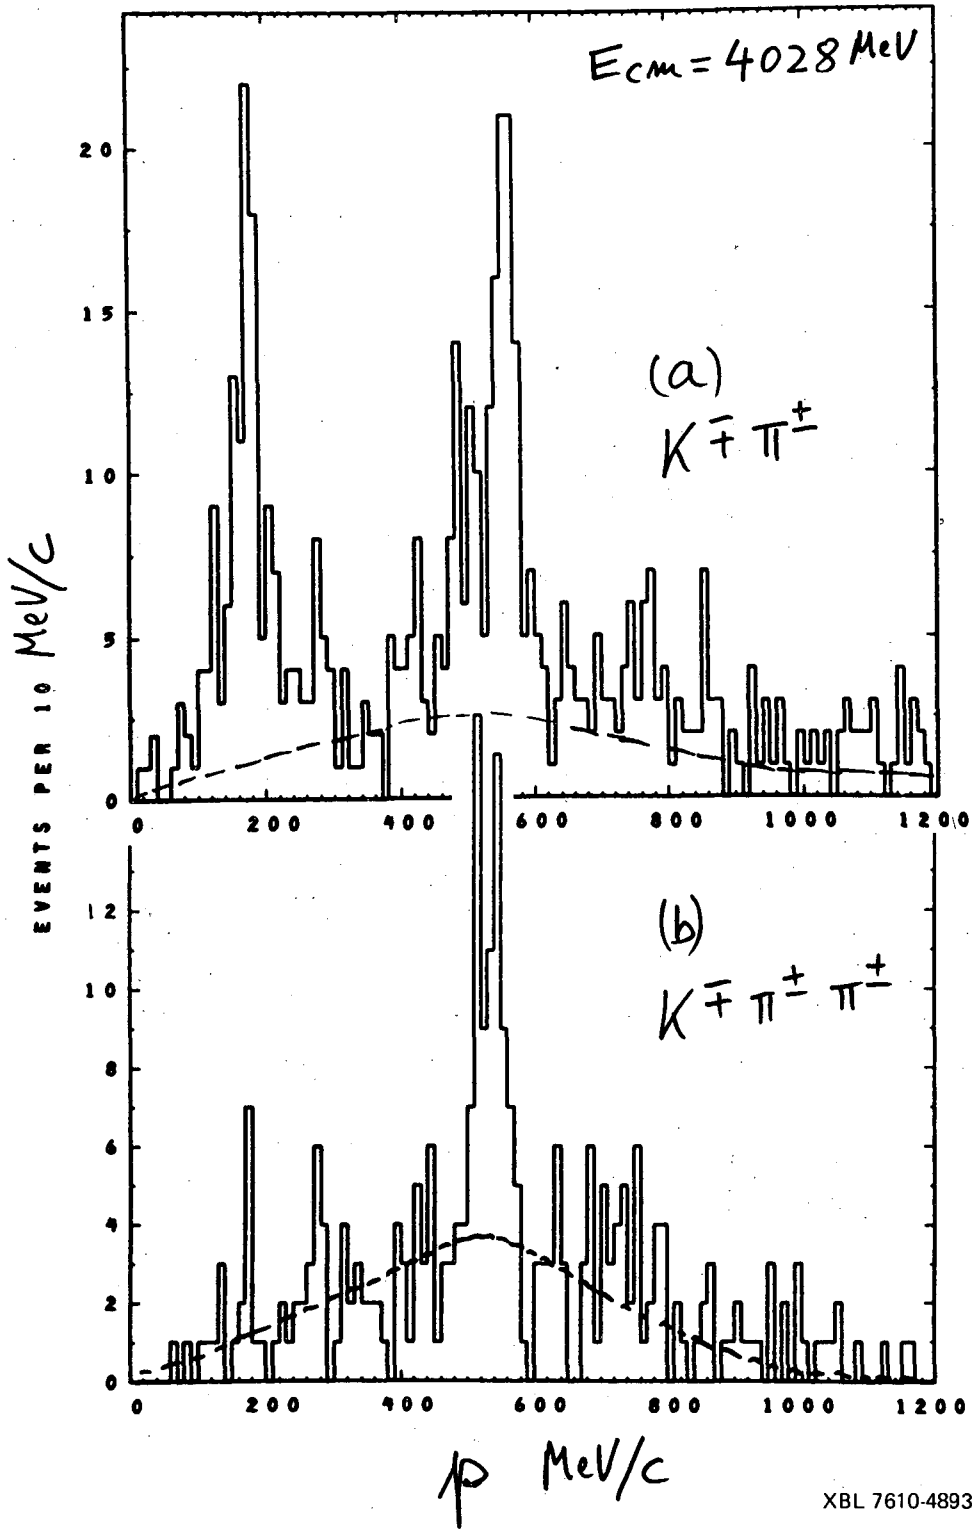 E cm = 4028 MeV
20
15
(a)
K ∓ π ±
10
5
0
0 200 400 600 800 1000 1200
EVENTS PER 10 MeV/c
12
(b)
K ∓ π ± π ±
10
8
6
4
2
0
0 200 400 600 800 1000 1200
p MeV/c
XBL 7610-4893